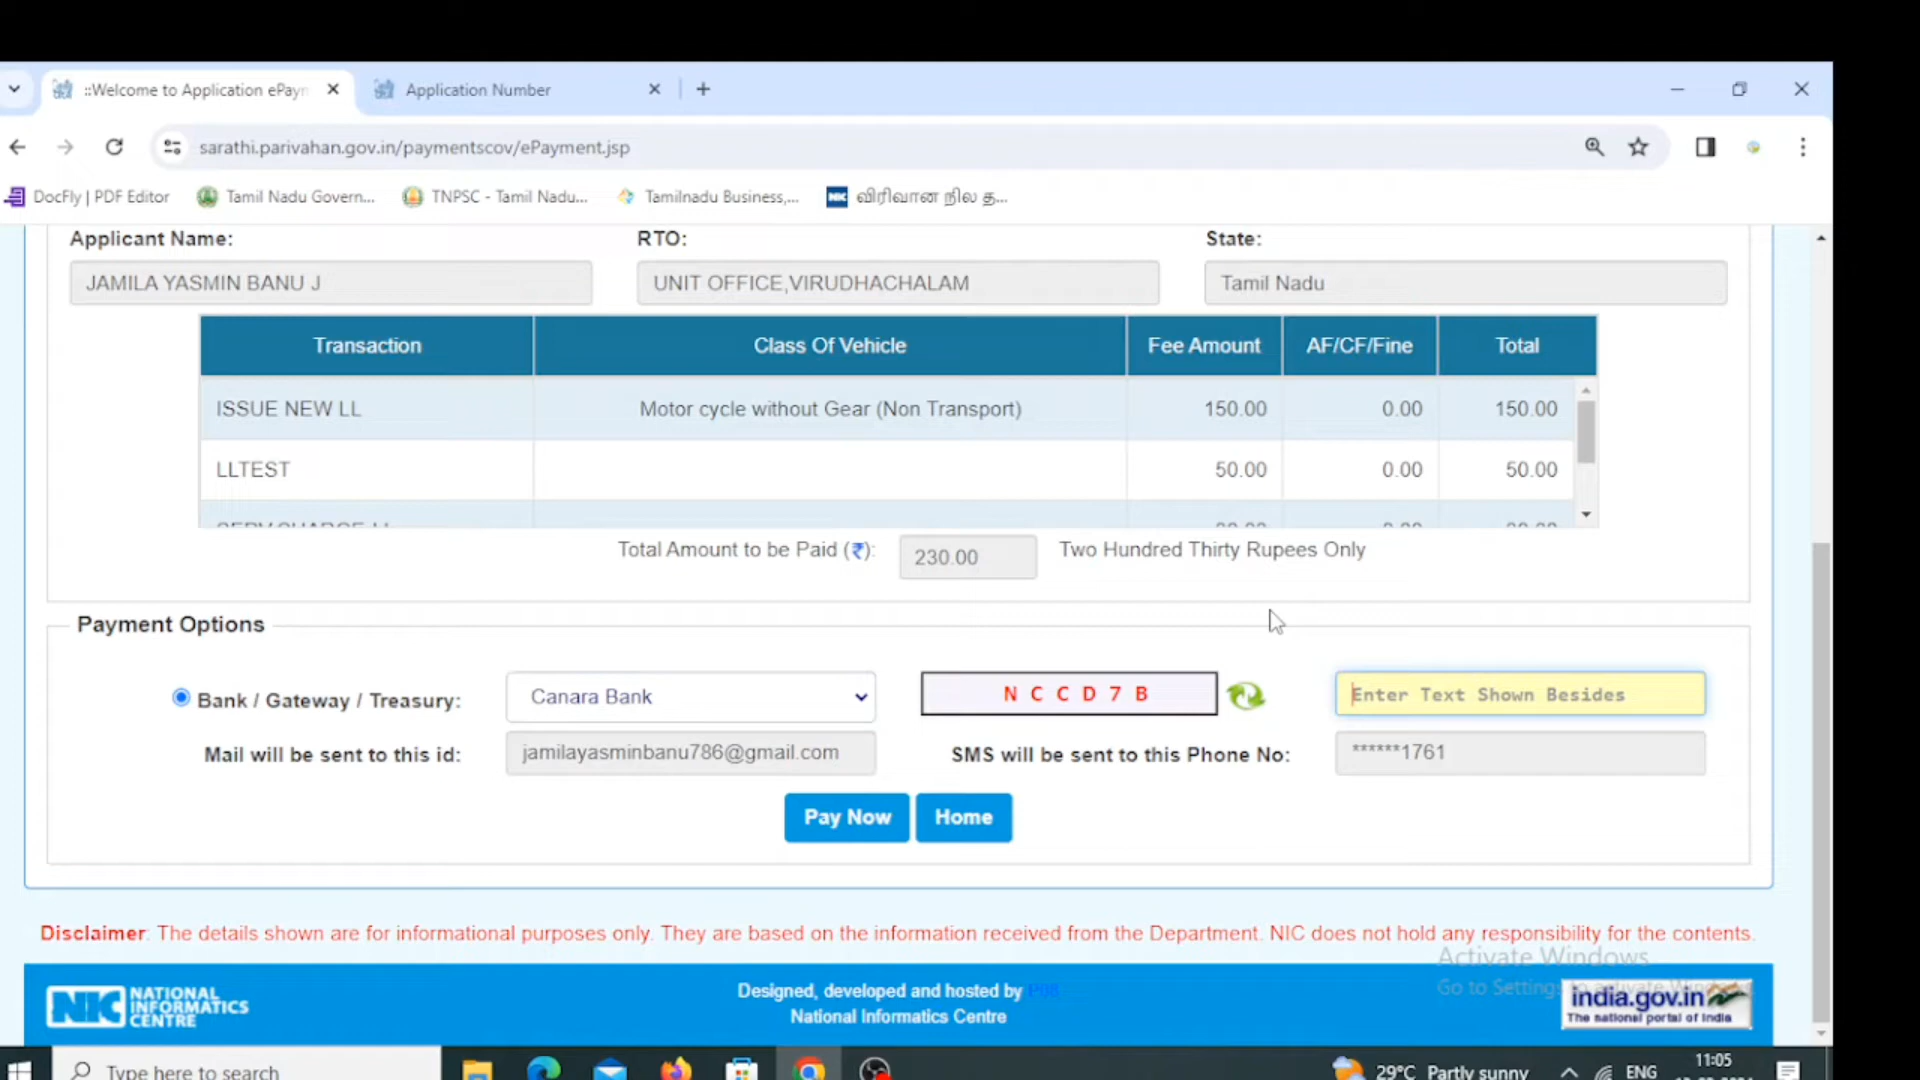 ::Welcome to Application ePaym
Application Number
sarathi.parivahan.gov.in/paymentscov/ePayment.jsp
DocFly | PDF Editor
Tamil Nadu Govern...
TNPSC - Tamil Nadu...
Tamilnadu Business,...
விரிவான நில த...
Applicant Name: RTO: State:
JAMILA YASMIN BANU J UNIT OFFICE,VIRUDHACHALAM Tamil Nadu
Transaction Class Of Vehicle Fee Amount AF/CF/Fine Total
ISSUE NEW LL Motor cycle without Gear (Non Transport) 150.00 0.00 150.00
LLTEST 50.00 0.00 50.00
Total Amount to be Paid (₹): 230.00 Two Hundred Thirty Rupees Only
Payment Options
Bank / Gateway / Treasury: Canara Bank N C C D 7 B Enter Text Shown Besides
Mail will be sent to this id: jamilayasminbanu786@gmail.com SMS will be sent to this Phone No: ******1761
Pay Now Home
Disclaimer: The details shown are for informational purposes only. They are based on the information received from the Department. NIC does not hold any responsibility for the contents.
Activate Windows
Go to Settings to activate
NIC NATIONAL INFORMATICS CENTRE
Designed, developed and hosted by P08
National Informatics Centre
india.gov.in
The national portal of India
Type here to search
29°C Partly sunny
ENG
11:05